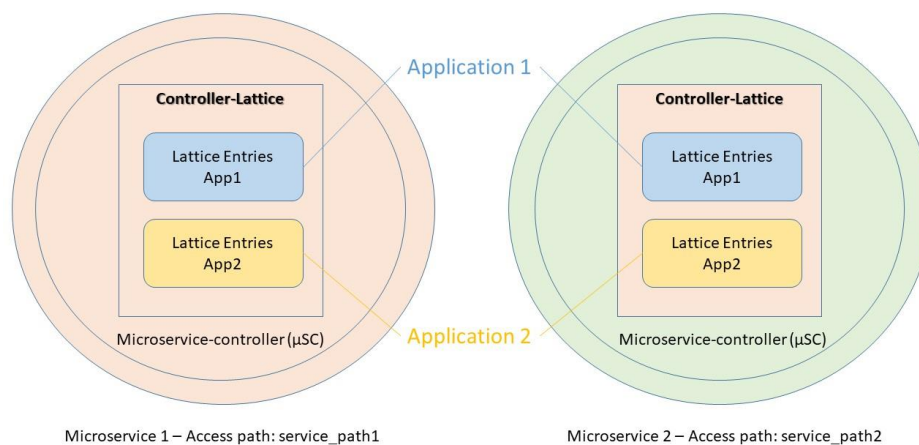 Application 1
Controller-Lattice
Lattice Entries
App1
Lattice Entries
App2
Microservice-controller (µSC)
Controller-Lattice
Lattice Entries
App1
Lattice Entries
App2
Microservice-controller (µSC)
Application 2
Microservice 1 – Access path: service_path1
Microservice 2 – Access path: service_path2